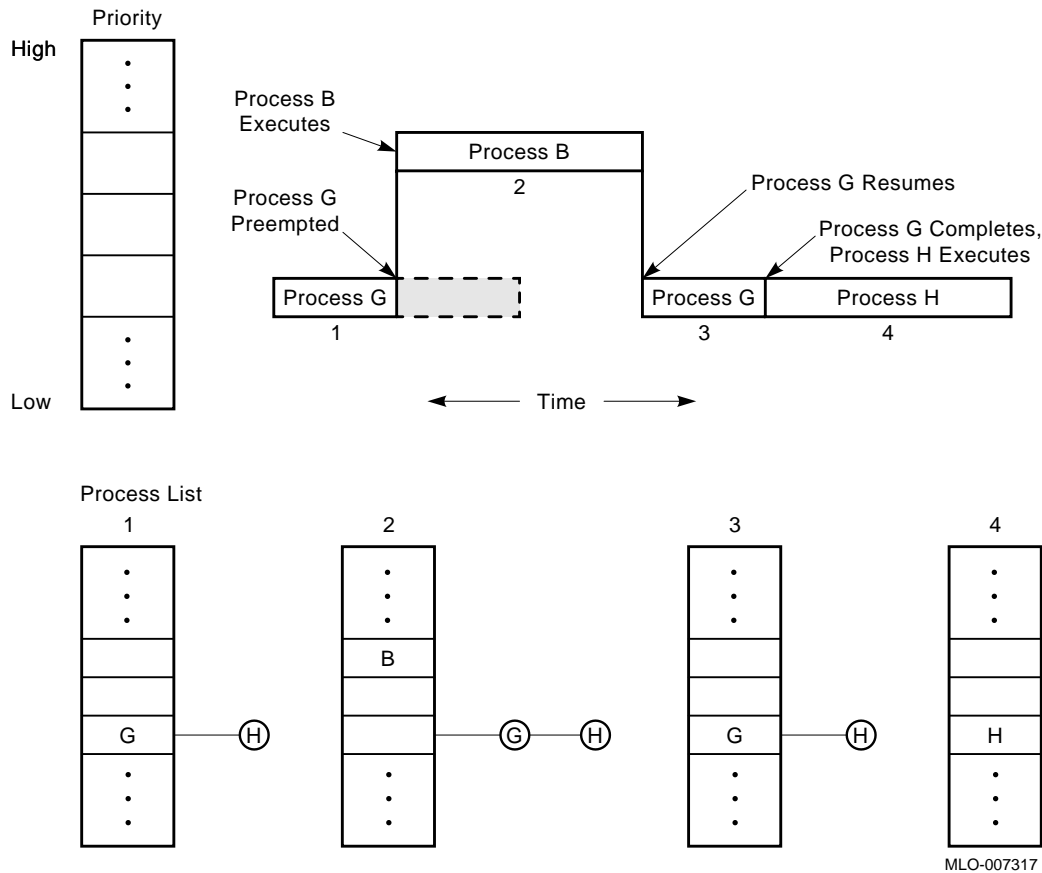 Priority
High
Process B
Executes
Process B
2
Process G
Preempted
Process G Resumes
Process G Completes,
Process H Executes
Process G
1
Process G
3
Process H
4
Low
Time
Process List
1
2
3
4
B
G
H
G
H
G
H
H
MLO-007317